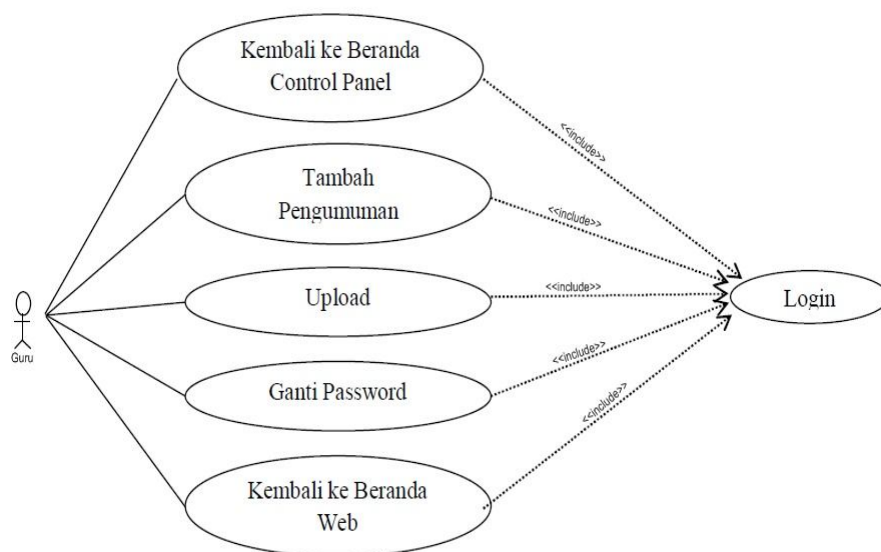 Kembali ke Beranda
Control Panel
<<include>>
Tambah
Pengumuman
<<include>>
Upload
<<include>>
Login
Guru
Ganti Password
<<include>>
Kembali ke Beranda
Web
<<include>>